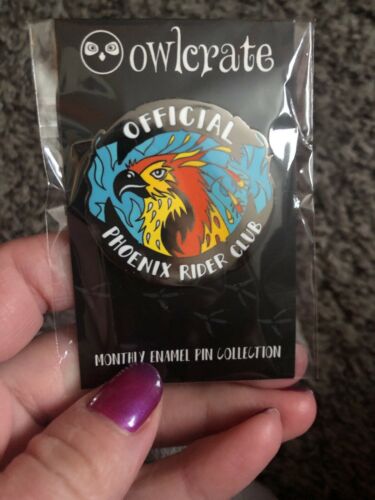 owlcrate
OFFICIAL
PHOENIX RIDER CLUB
MONTHLY ENAMEL PIN COLLECTION